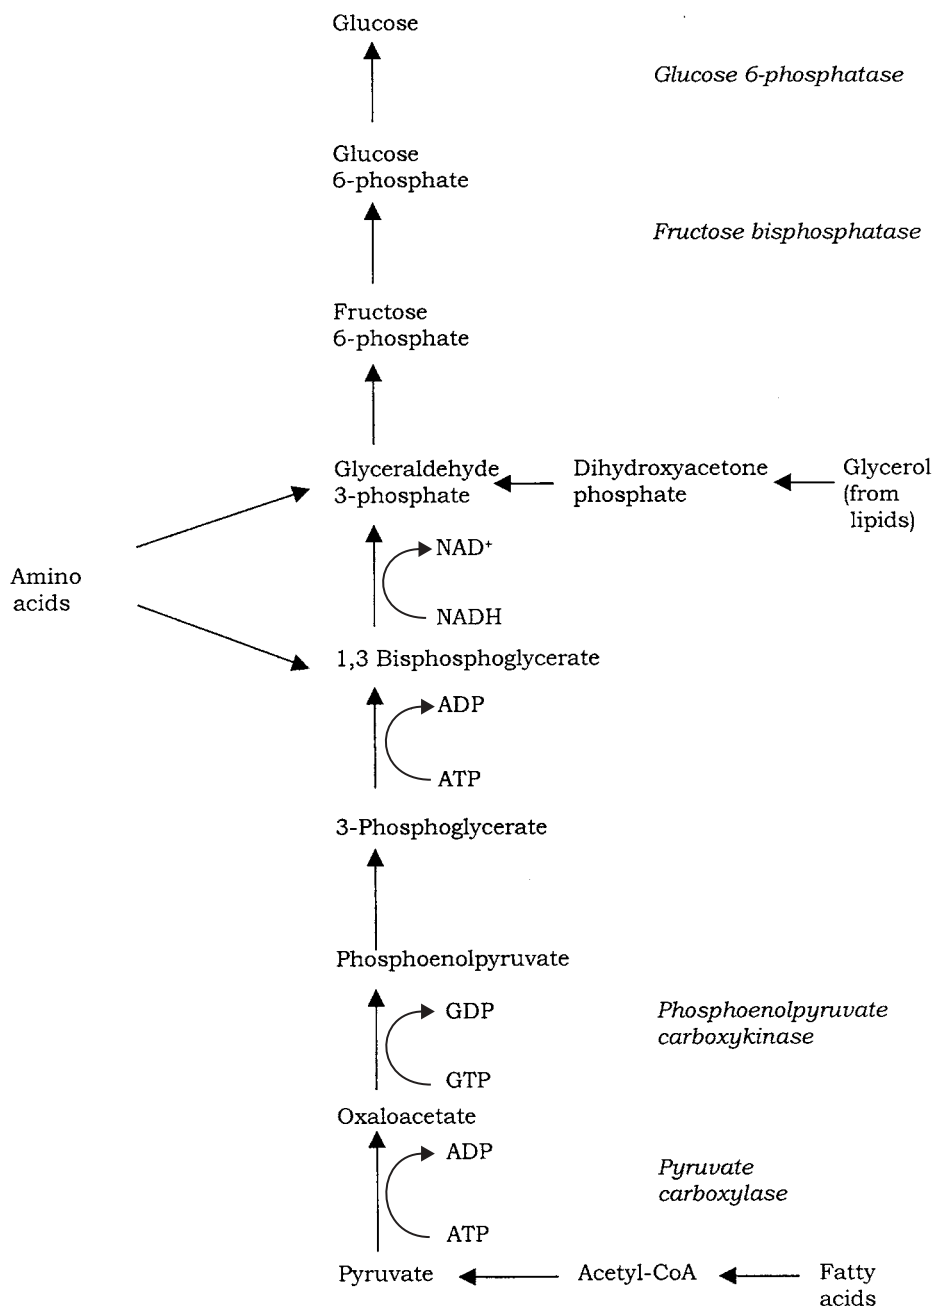 Glucose
Glucose 6-phosphatase
Glucose
6-phosphate
Fructose bisphosphatase
Fructose
6-phosphate
Glyceraldehyde
3-phosphate
Dihydroxyacetone
phosphate
Glycerol
(from
lipids)
NAD⁺
NADH
Amino
acids
1,3 Bisphosphoglycerate
ADP
ATP
3-Phosphoglycerate
Phosphoenolpyruvate
GDP
GTP
Phosphoenolpyruvate
carboxykinase
Oxaloacetate
ADP
ATP
Pyruvate
carboxylase
Pyruvate
Acetyl-CoA
Fatty
acids